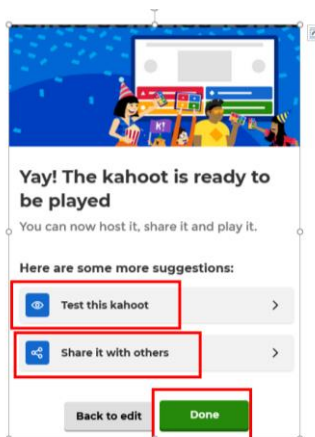 K!
Yay! The kahoot is ready to
be played
You can now host it, share it and play it.
Here are some more suggestions:
Test this kahoot
Share it with others
Back to edit
Done